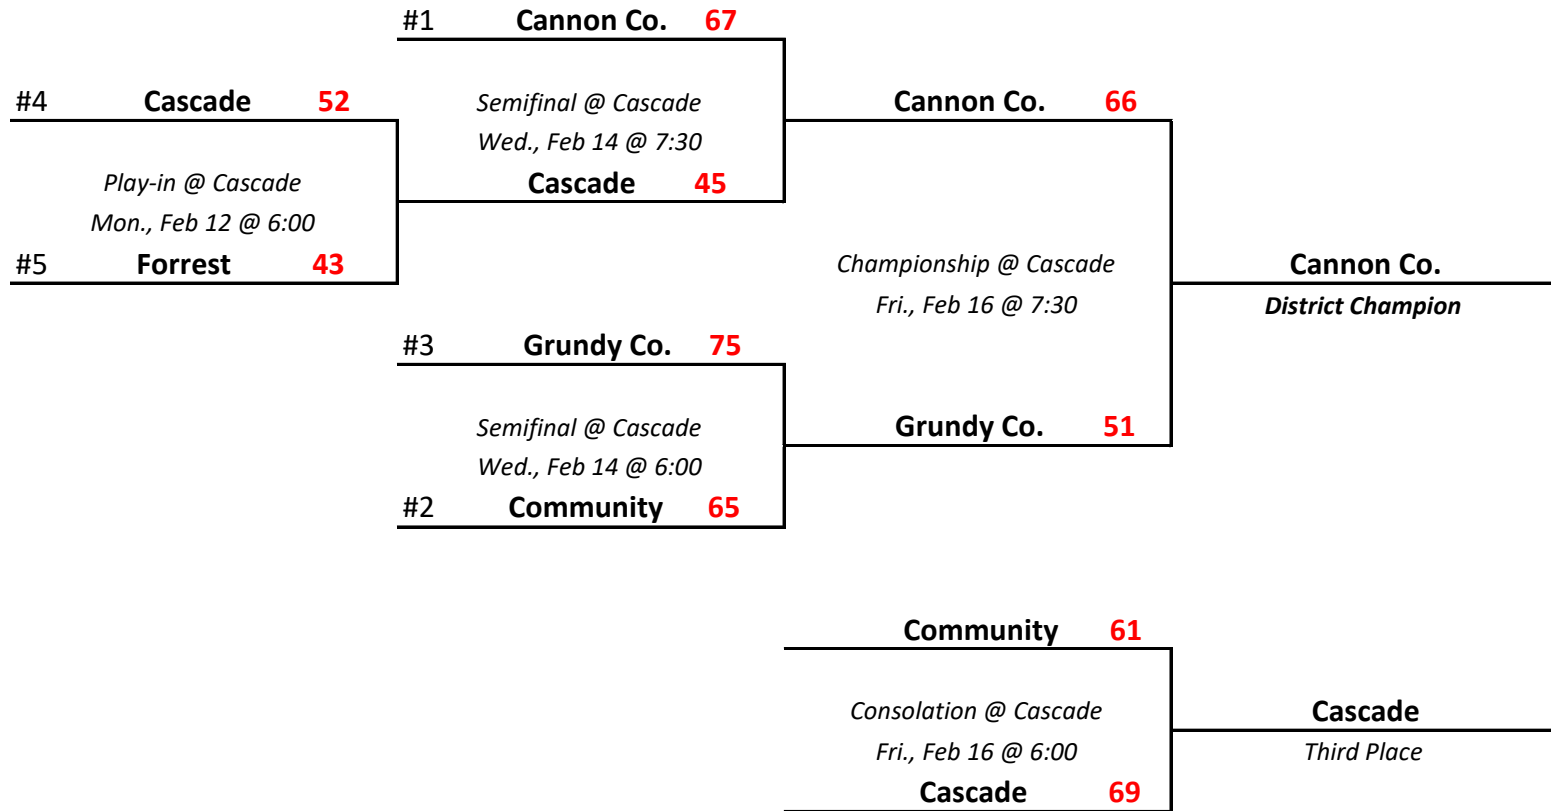 #1 Cannon Co. 67
#4 Cascade 52
Semifinal @ Cascade
Wed., Feb 14 @ 7:30
Cannon Co. 66
Play-in @ Cascade
Mon., Feb 12 @ 6:00
Cascade 45
#5 Forrest 43
Championship @ Cascade
Fri., Feb 16 @ 7:30
Cannon Co.
District Champion
#3 Grundy Co. 75
Semifinal @ Cascade
Wed., Feb 14 @ 6:00
Grundy Co. 51
#2 Community 65
Community 61
Consolation @ Cascade
Fri., Feb 16 @ 6:00
Cascade
Third Place
Cascade 69